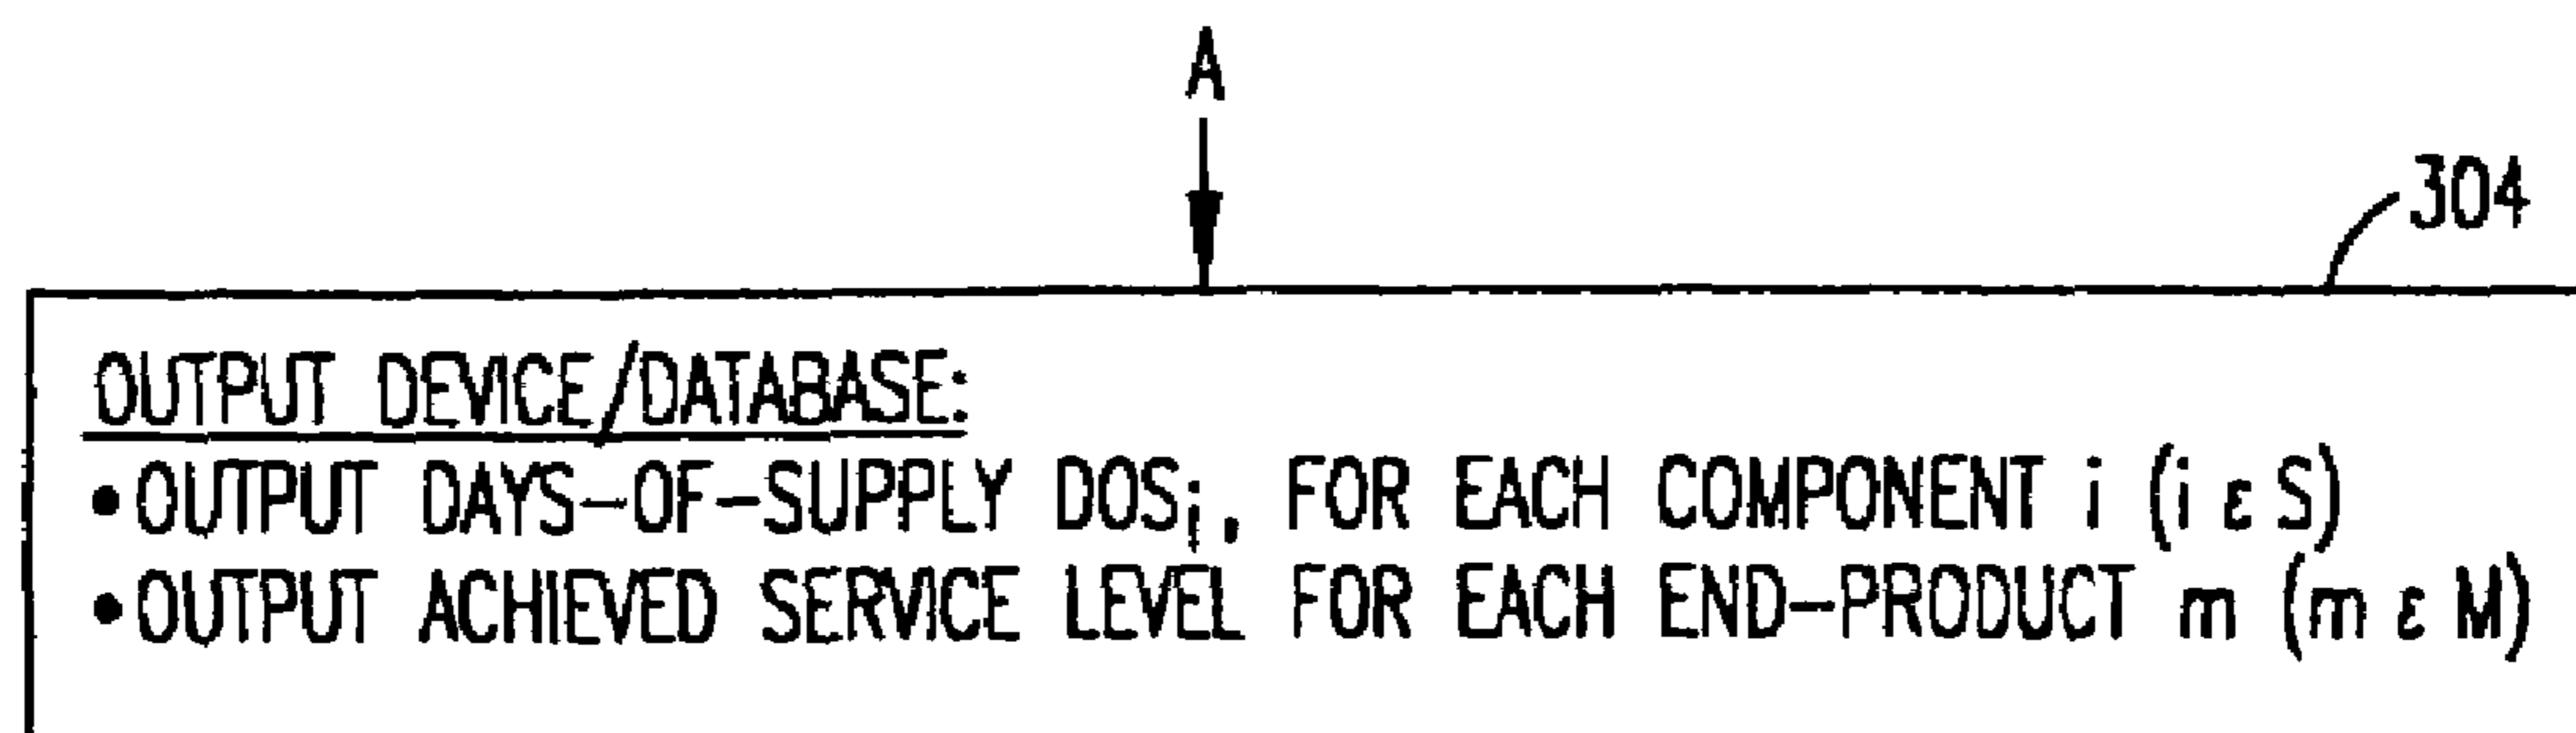 A
304
OUTPUT DEVICE/DATABASE:
•OUTPUT DAYS-OF-SUPPLY DOSᵢ, FOR EACH COMPONENT i (i ε S)
•OUTPUT ACHIEVED SERVICE LEVEL FOR EACH END-PRODUCT m (m ε M)